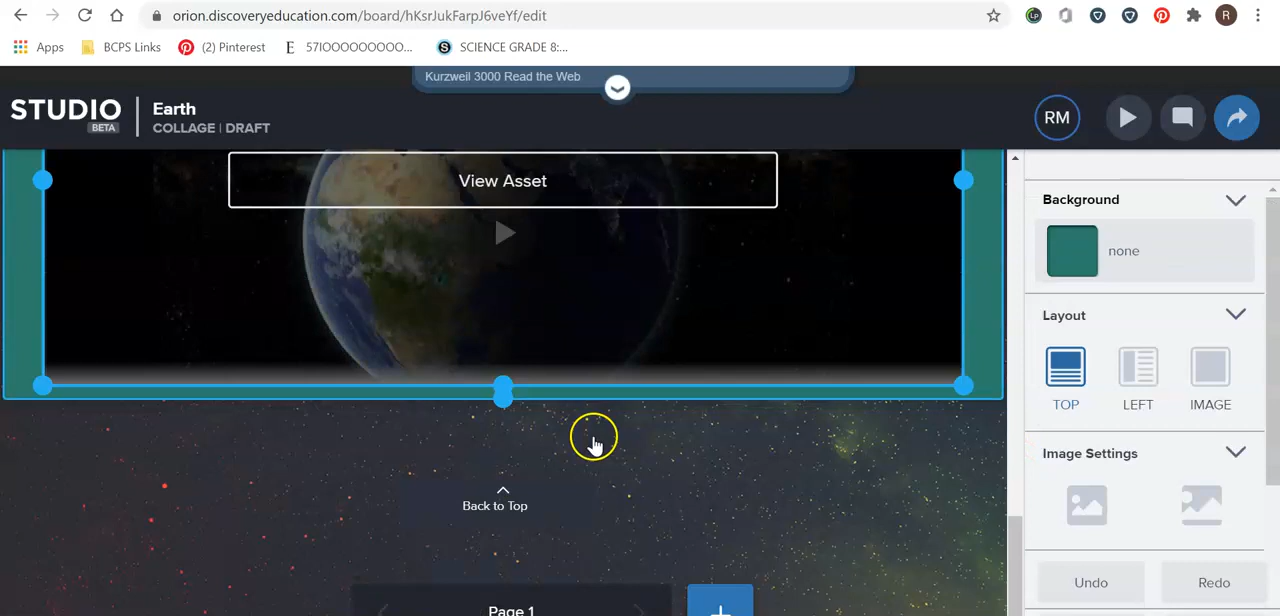 orion.discoveryeducation.com/board/hKsrJukFarpJ6veYf/edit
R
Apps
BCPS Links
(2) Pinterest
57IOOOOOOOOO...
SCIENCE GRADE 8:...
Kurzweil 3000 Read the Web
STUDIO
BETA
Earth
COLLAGE | DRAFT
RM
View Asset
Background
none
Layout
TOP
LEFT
IMAGE
Image Settings
Back to Top
Undo
Redo
Page 1
+